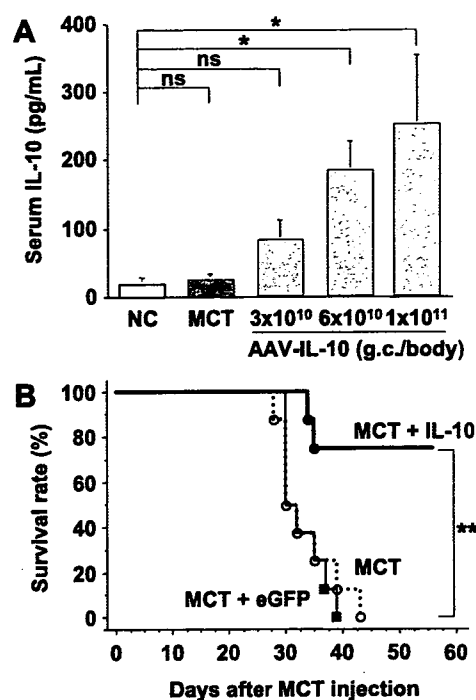 A
Serum IL-10 (pg/mL)
400
300
200
100
0
*
*
ns
ns
NC
MCT
3x10¹⁰
6x10¹⁰
1x10¹¹
AAV-IL-10 (g.c./body)
B
Survival rate (%)
100
80
60
40
20
0
MCT + IL-10
**
MCT
MCT + eGFP
0
10
20
30
40
50
60
Days after MCT injection